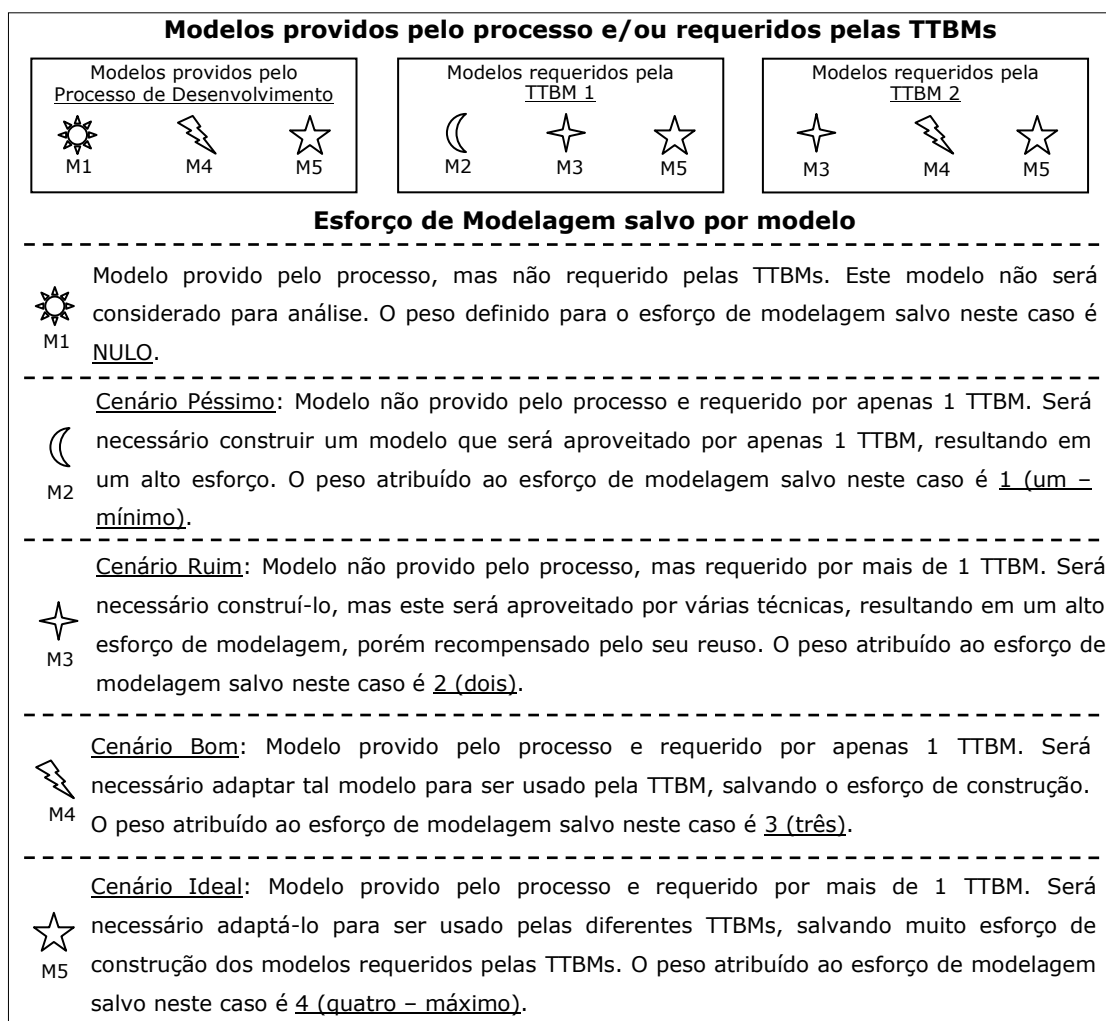 Modelos providos pelo processo e/ou requeridos pelas TTBMs
Modelos providos pelo
Processo de Desenvolvimento
M1 M4 M5
Modelos requeridos pela
TTBM 1
M2 M3 M5
Modelos requeridos pela
TTBM 2
M3 M4 M5
Esforço de Modelagem salvo por modelo
Modelo provido pelo processo, mas não requerido pelas TTBMs. Este modelo não será
considerado para análise. O peso definido para o esforço de modelagem salvo neste caso é
NULO.
M1
Cenário Péssimo: Modelo não provido pelo processo e requerido por apenas 1 TTBM. Será
necessário construir um modelo que será aproveitado por apenas 1 TTBM, resultando em
um alto esforço. O peso atribuído ao esforço de modelagem salvo neste caso é 1 (um –
mínimo).
M2
Cenário Ruim: Modelo não provido pelo processo, mas requerido por mais de 1 TTBM. Será
necessário construí-lo, mas este será aproveitado por várias técnicas, resultando em um alto
esforço de modelagem, porém recompensado pelo seu reuso. O peso atribuído ao esforço de
modelagem salvo neste caso é 2 (dois).
M3
Cenário Bom: Modelo provido pelo processo e requerido por apenas 1 TTBM. Será
necessário adaptar tal modelo para ser usado pela TTBM, salvando o esforço de construção.
O peso atribuído ao esforço de modelagem salvo neste caso é 3 (três).
M4
Cenário Ideal: Modelo provido pelo processo e requerido por mais de 1 TTBM. Será
necessário adaptá-lo para ser usado pelas diferentes TTBMs, salvando muito esforço de
construção dos modelos requeridos pelas TTBMs. O peso atribuído ao esforço de modelagem
salvo neste caso é 4 (quatro – máximo).
M5